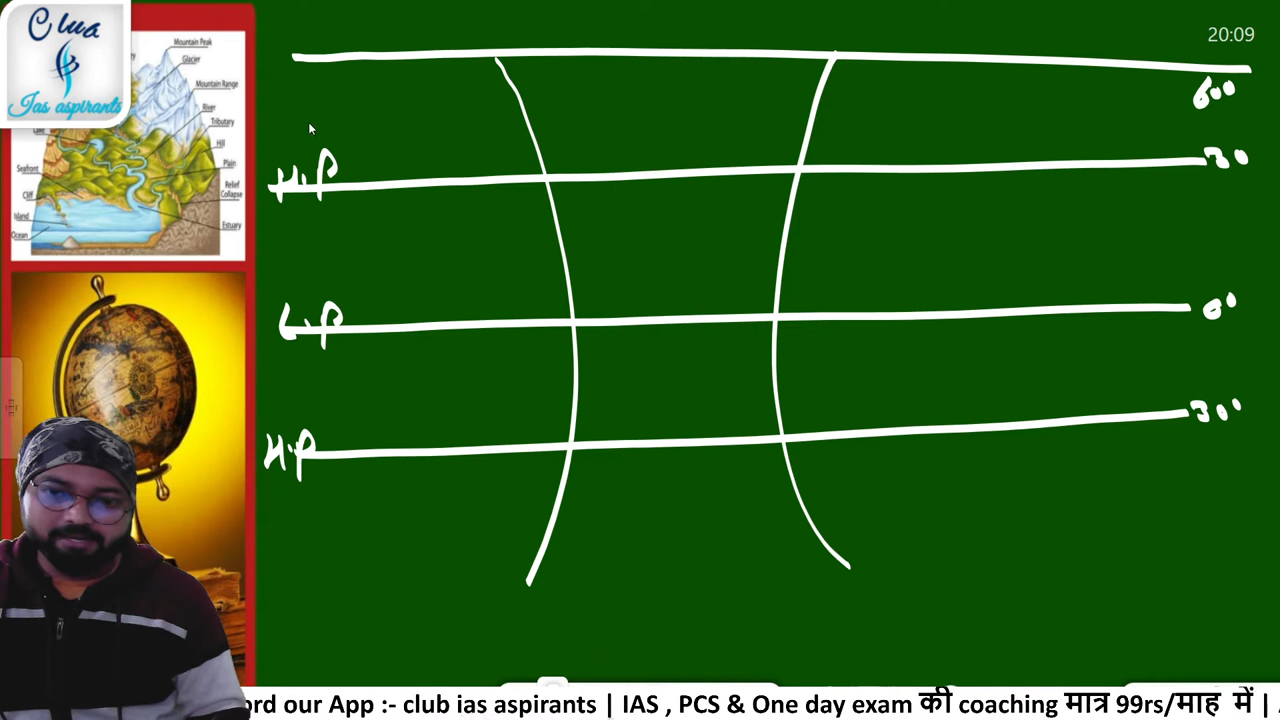 Club
Ias aspirants
Mountain Peak
Glacier
Mountain Range
River
Tributary
Hill
Plain
Relief
Collapse
Estuary
Lake
Seafront
Cliff
Island
Ocean
20:09
60°
H.P 30
L.P 0°
H.P 30°
ord our App :- club ias aspirants | IAS , PCS & One day exam की coaching मात्र 99rs/माह में |